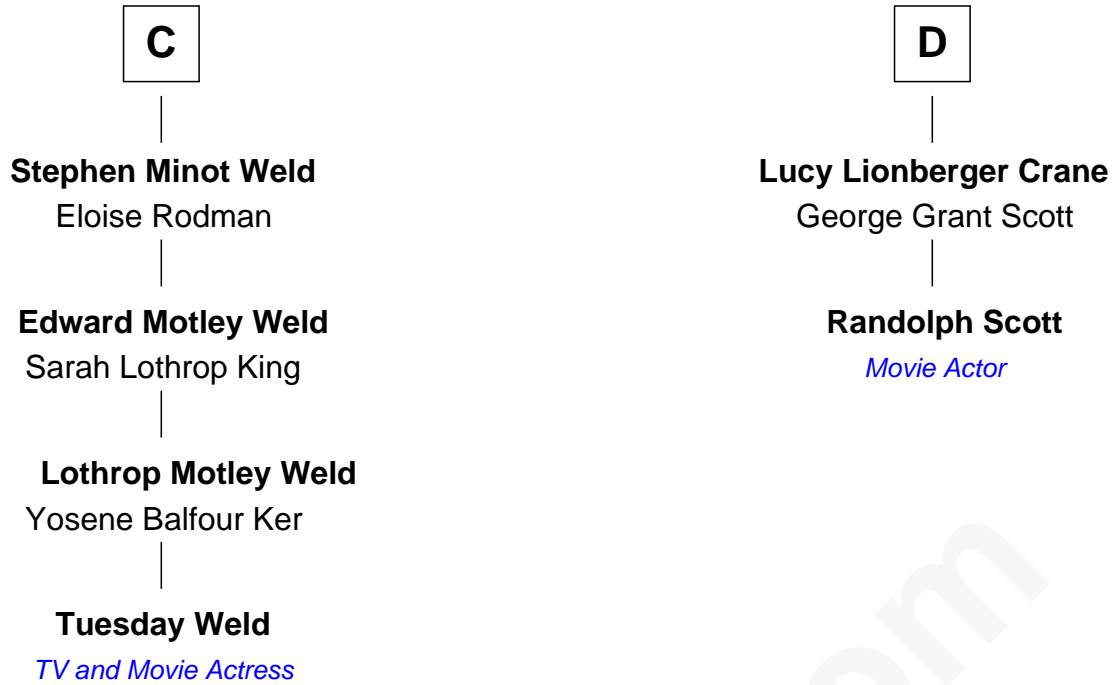 C
Stephen Minot Weld
Eloise Rodman
Edward Motley Weld
Sarah Lothrop King
Lothrop Motley Weld
Yosene Balfour Ker
Tuesday Weld
TV and Movie Actress
D
Lucy Lionberger Crane
George Grant Scott
Randolph Scott
Movie Actor
om